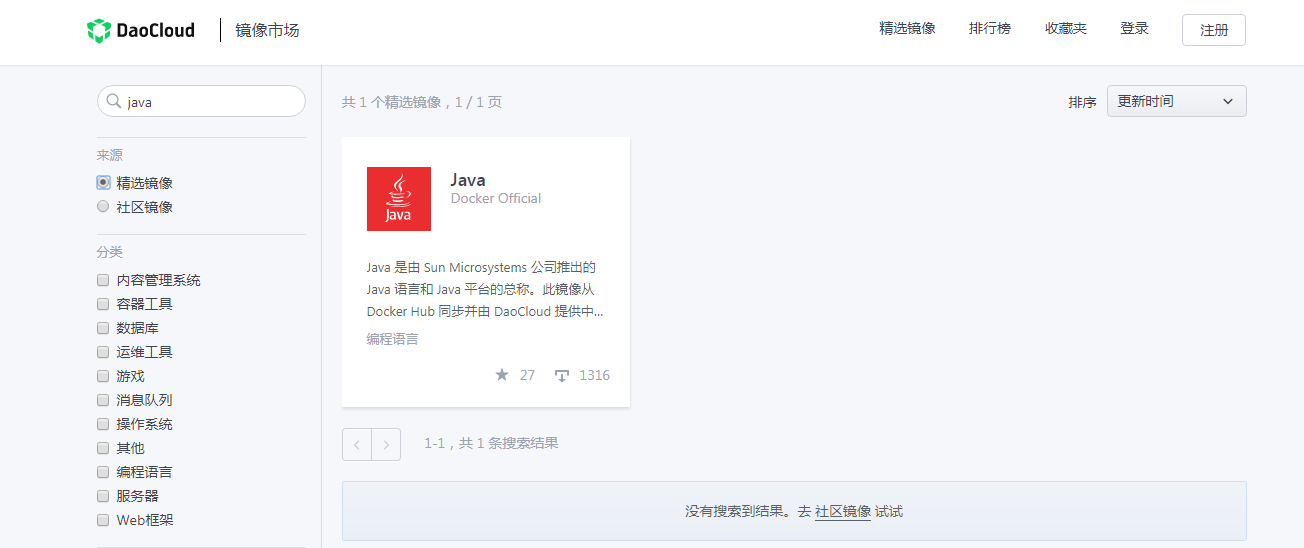 DaoCloud 镜像市场 精选镜像 排行榜 收藏夹 登录 注册
java
来源
精选镜像
社区镜像
分类
内容管理系统
容器工具
数据库
运维工具
游戏
消息队列
操作系统
其他
编程语言
服务器
Web框架
共 1 个精选镜像，1 / 1 页
排序 更新时间
Java
Java
Docker Official
Java 是由 Sun Microsystems 公司推出的
Java 语言和 Java 平台的总称。此镜像从
Docker Hub 同步并由 DaoCloud 提供中...
编程语言
27 1316
1-1，共 1 条搜索结果
没有搜索到结果。去 社区镜像 试试